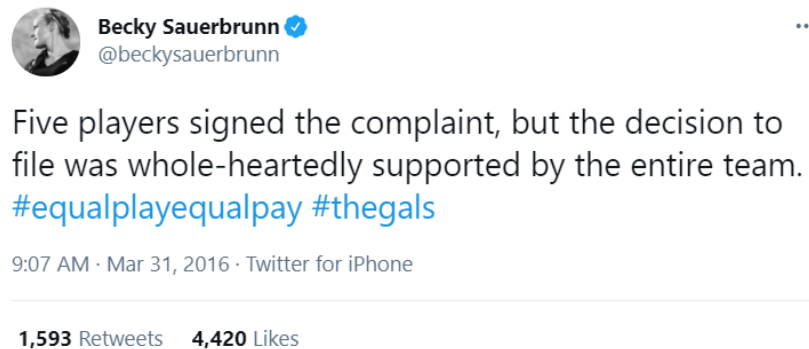 Becky Sauerbrunn
@beckysauerbrunn
Five players signed the complaint, but the decision to
file was whole-heartedly supported by the entire team.
#equalplayequalpay #thegals
9:07 AM · Mar 31, 2016 · Twitter for iPhone
1,593 Retweets 4,420 Likes